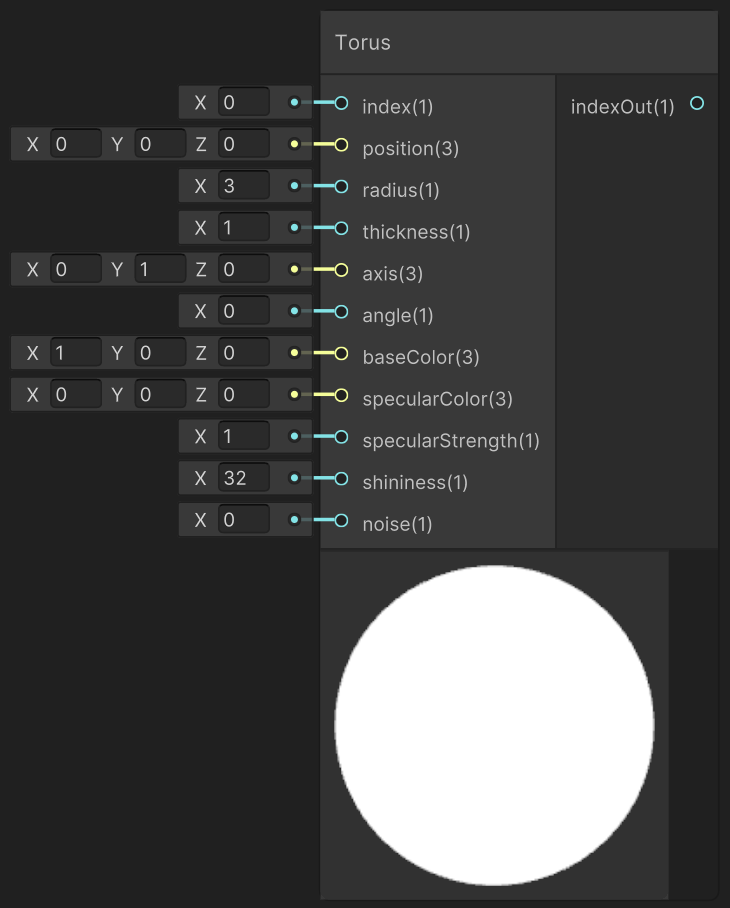 Torus
X 0 index(1) indexOut(1)
X 0 Y 0 Z 0 position(3)
X 3 radius(1)
X 1 thickness(1)
X 0 Y 1 Z 0 axis(3)
X 0 angle(1)
X 1 Y 0 Z 0 baseColor(3)
X 0 Y 0 Z 0 specularColor(3)
X 1 specularStrength(1)
X 32 shininess(1)
X 0 noise(1)